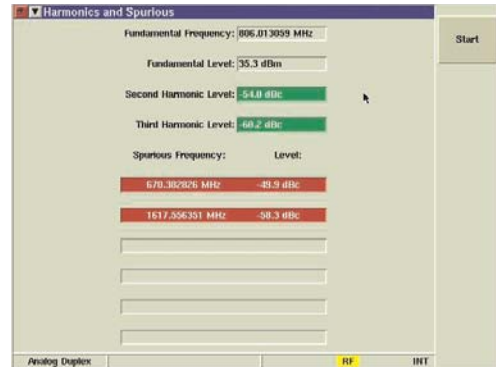 Harmonics and Spurious
Fundamental Frequency: 806.013059 MHz
Start
Fundamental Level: 35.3 dBm
Second Harmonic Level: -54.0 dBc
Third Harmonic Level: -60.2 dBc
Spurious Frequency: Level:
670.382826 MHz -49.9 dBc
1617.556351 MHz -58.3 dBc
Analog Duplex RF INT